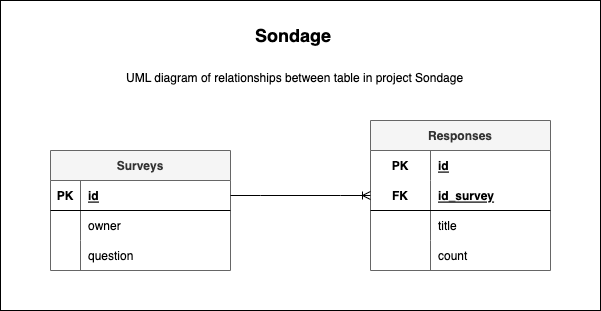 Sondage
UML diagram of relationships between table in project Sondage
Surveys
PK id
owner
question
Responses
PK id
FK id_survey
title
count